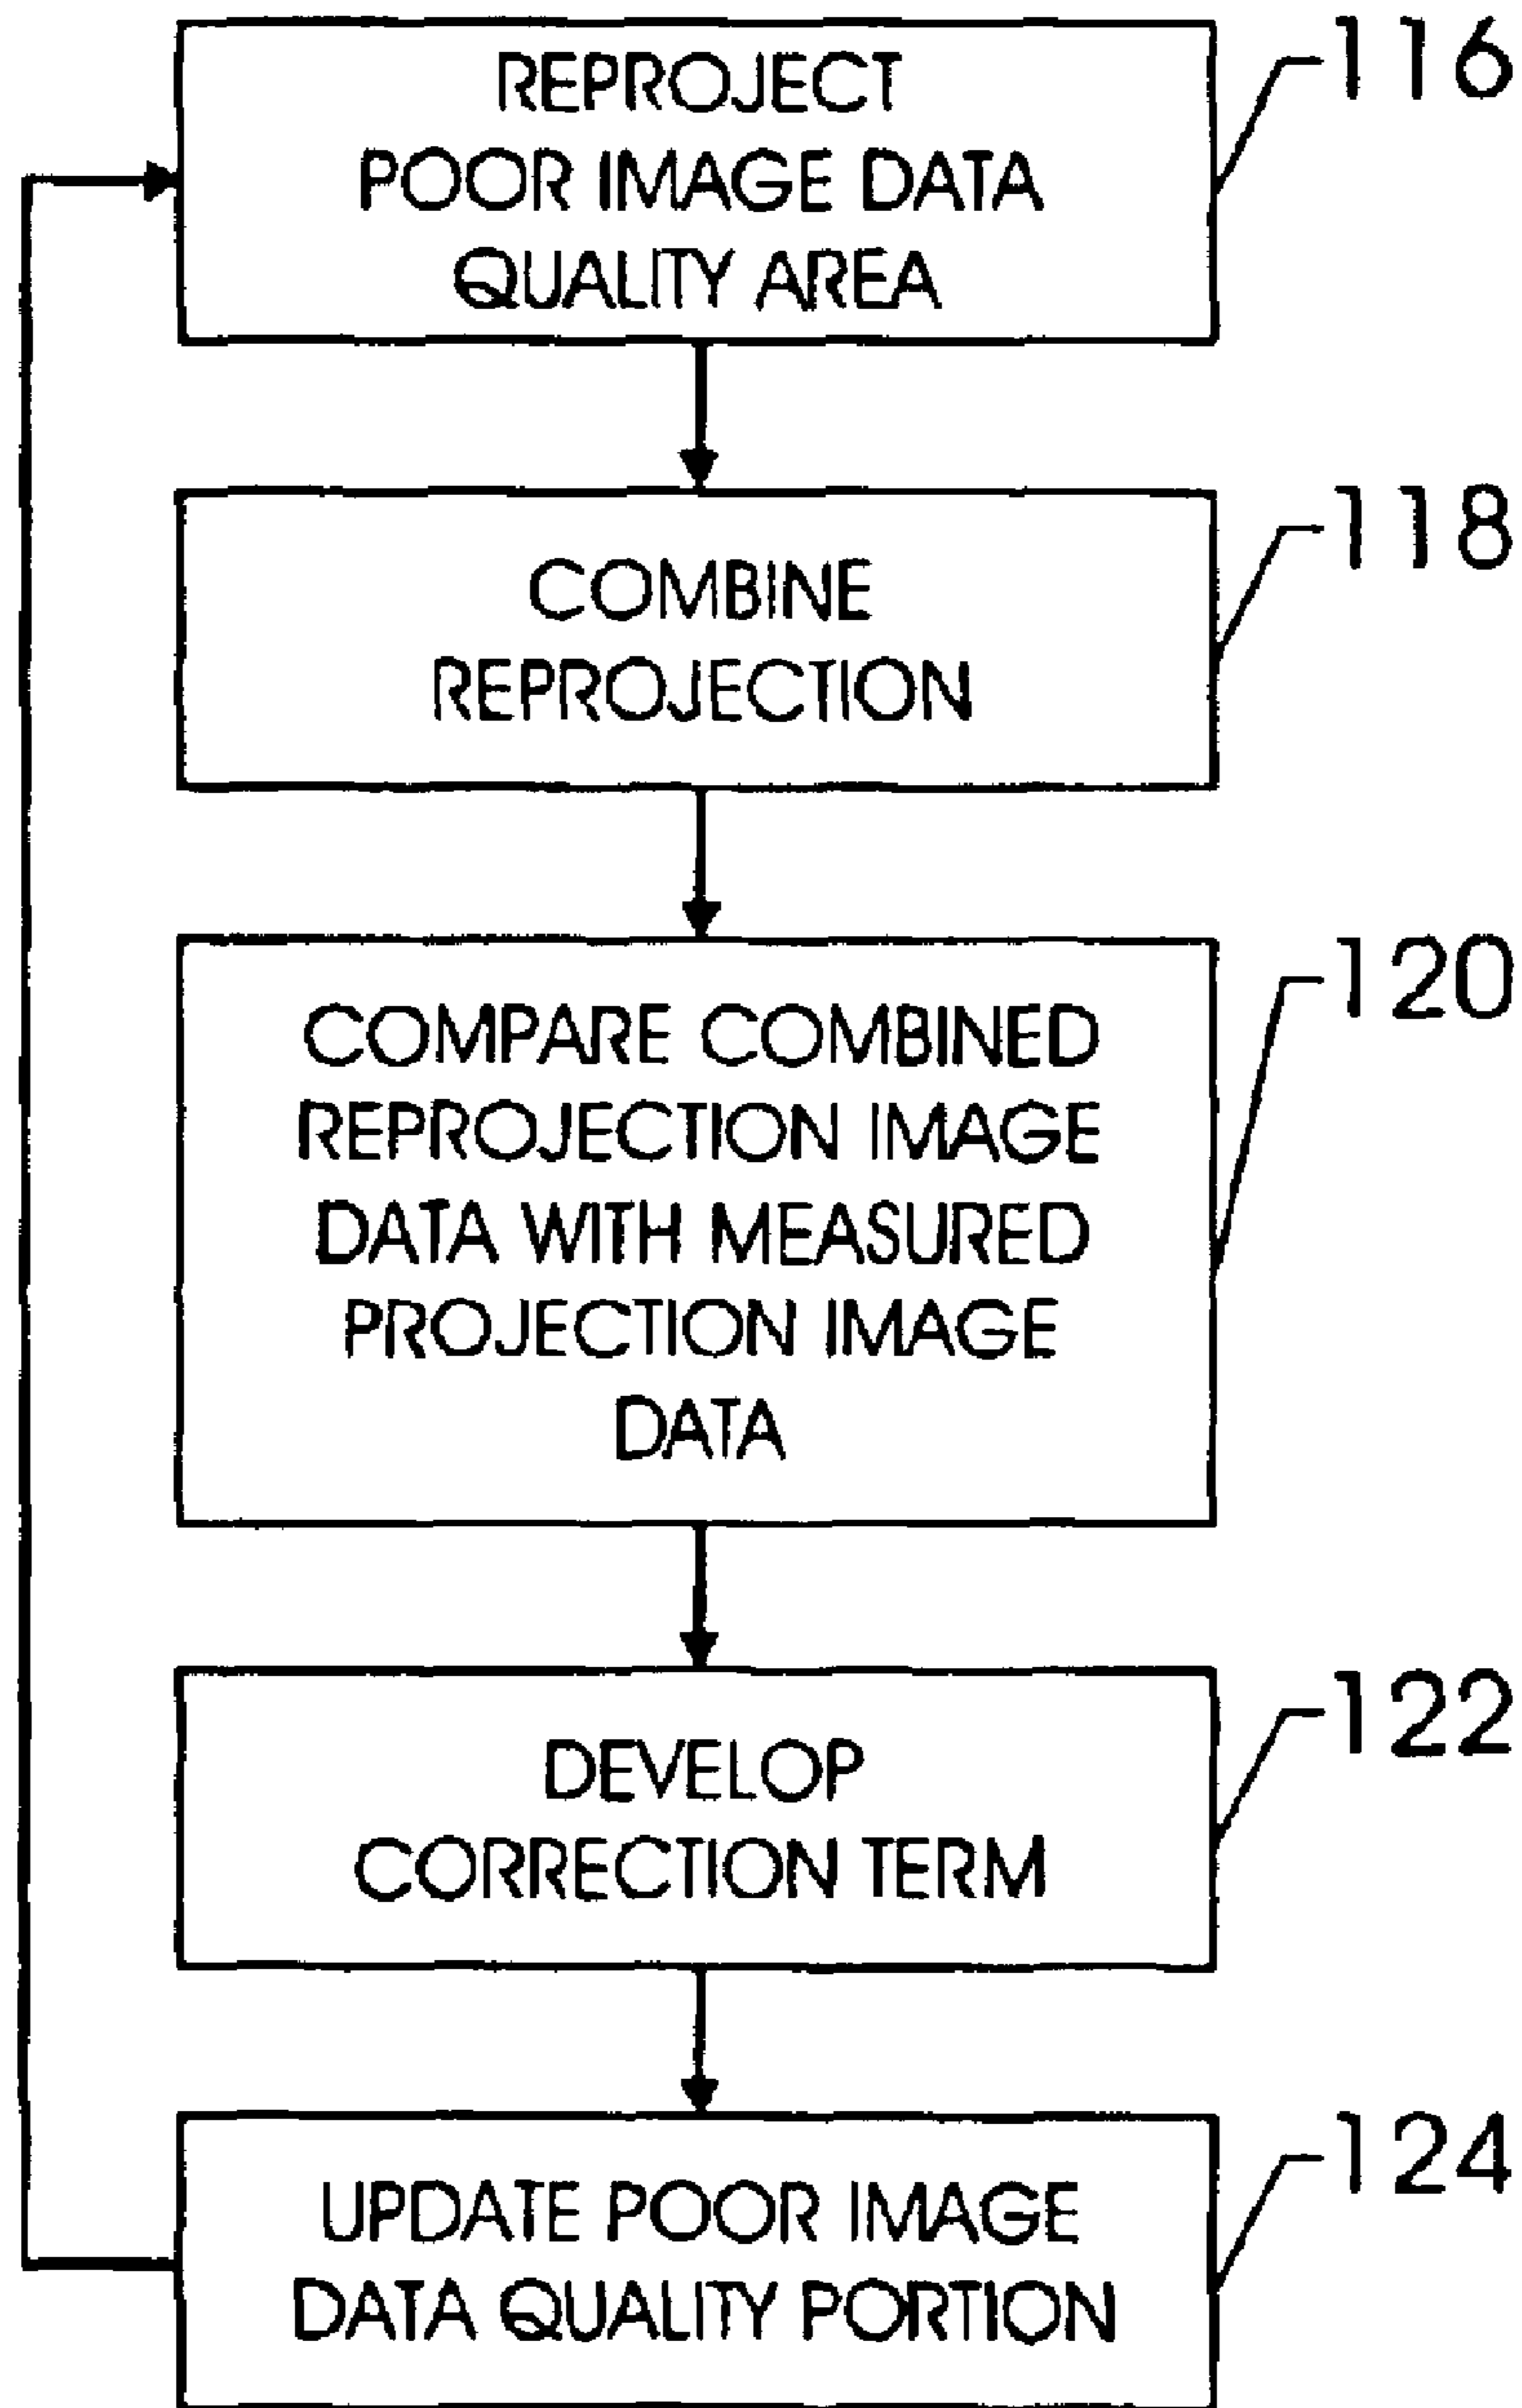 REPROJECT
POOR IMAGE DATA
QUALITY AREA
116
COMBINE
REPROJECTION
118
COMPARE COMBINED
REPROJECTION IMAGE
DATA WITH MEASURED
PROJECTION IMAGE
DATA
120
DEVELOP
CORRECTION TERM
122
UPDATE POOR IMAGE
DATA QUALITY PORTION
124